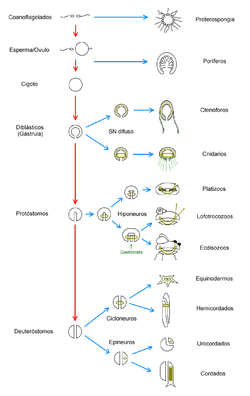 Coanoflagelados
Proterospongia
Esperma/Ovulo
Poríferos
Cigoto
Ctenóforos
Diblásticos
(Gástrula)
SN difuso
Cnidarios
Platizoos
Protóstomos
Hiponeuros
Lofotrocozoos
Gastroneuralia
Ecdisozoos
Equinodermos
Hemicordados
Cicloneuros
Deuteróstomos
Epineuros
Urocordados
Cordados